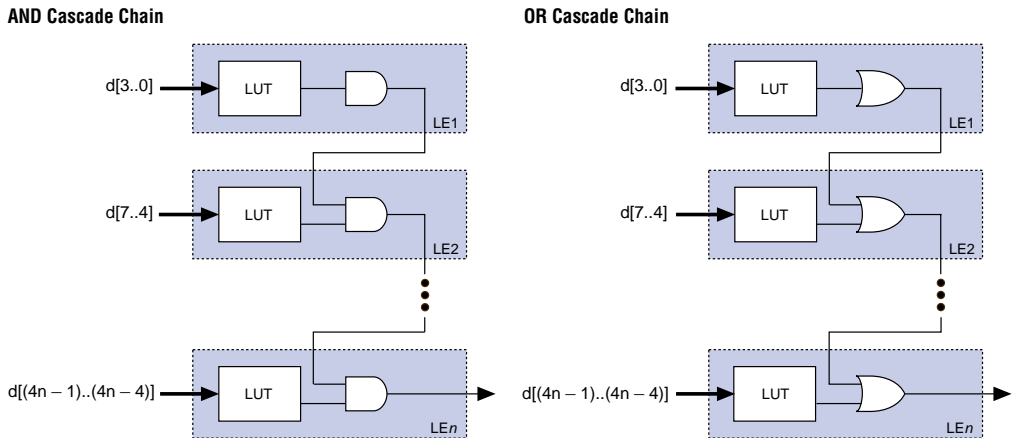 AND Cascade Chain
d[3..0]
LUT
LE1
d[7..4]
LUT
LE2
d[(4n – 1)..(4n – 4)]
LUT
LEn
OR Cascade Chain
d[3..0]
LUT
LE1
d[7..4]
LUT
LE2
d[(4n – 1)..(4n – 4)]
LUT
LEn